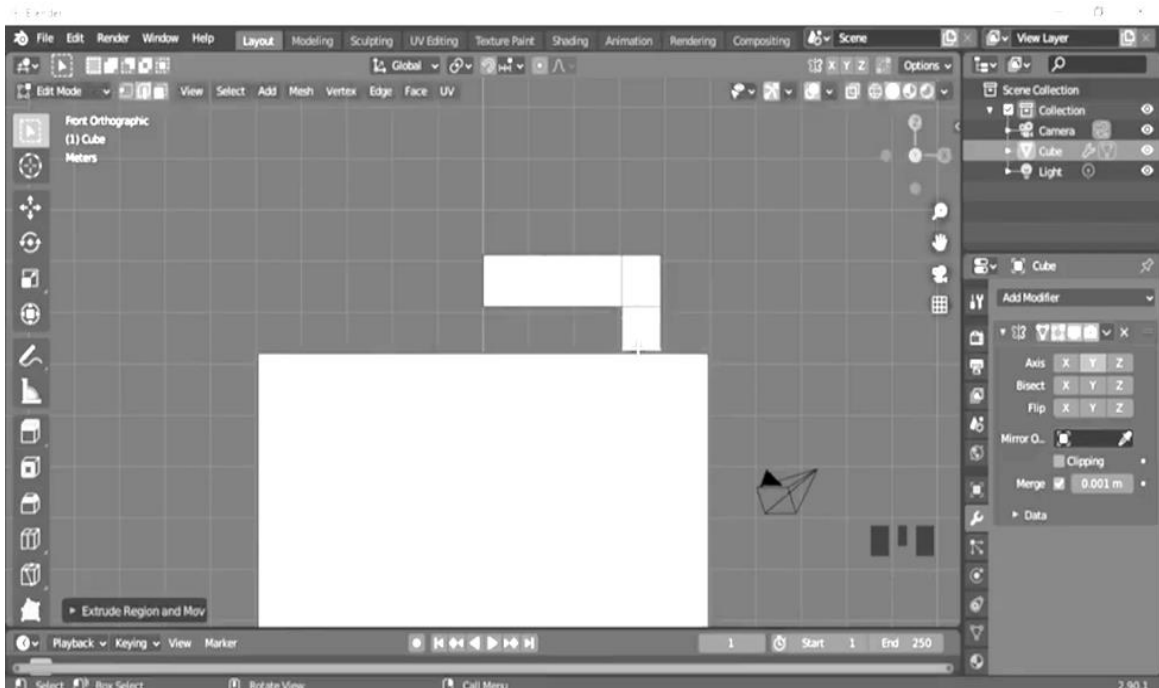 Blender
File Edit Render Window Help Layout Modeling Sculpting UV Editing Texture Paint Shading Animation Rendering Compositing Scene View Layer
Global X Y Z Options
Edit Mode View Select Add Mesh Vertex Edge Face UV
Scene Collection
Front Orthographic
Collection
(1) Cube
Camera
Meters
Cube
Light
Cube
Add Modifier
Axis X Y Z
Bisect X Y Z
Flip X Y Z
Mirror O...
Clipping
Merge 0.001 m
Data
Extrude Region and Mov
Playback Keying View Marker 1 Start 1 End 250
Select Box Select Rotate View Call Menu 2.90.1